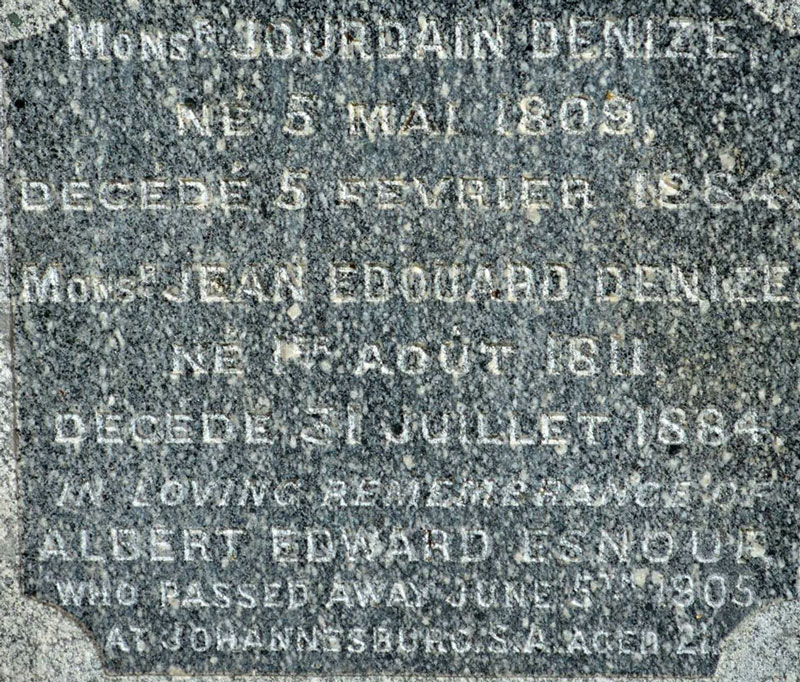 MONSR JOURDAIN DENIZE,
NÉ 5 MAI 1809,
DÉCÉDÉ 5 FÉVRIER 1884.
MONSR JEAN EDOUARD DENIZE,
NÉ 1ER AOÛT 1811,
DÉCÉDÉ 31 JUILLET 1884.
IN LOVING REMEMBRANCE OF
ALBERT EDWARD ESNOUF
WHO PASSED AWAY JUNE 5TH 1905
AT JOHANNESBURG. S.A. AGED 21.